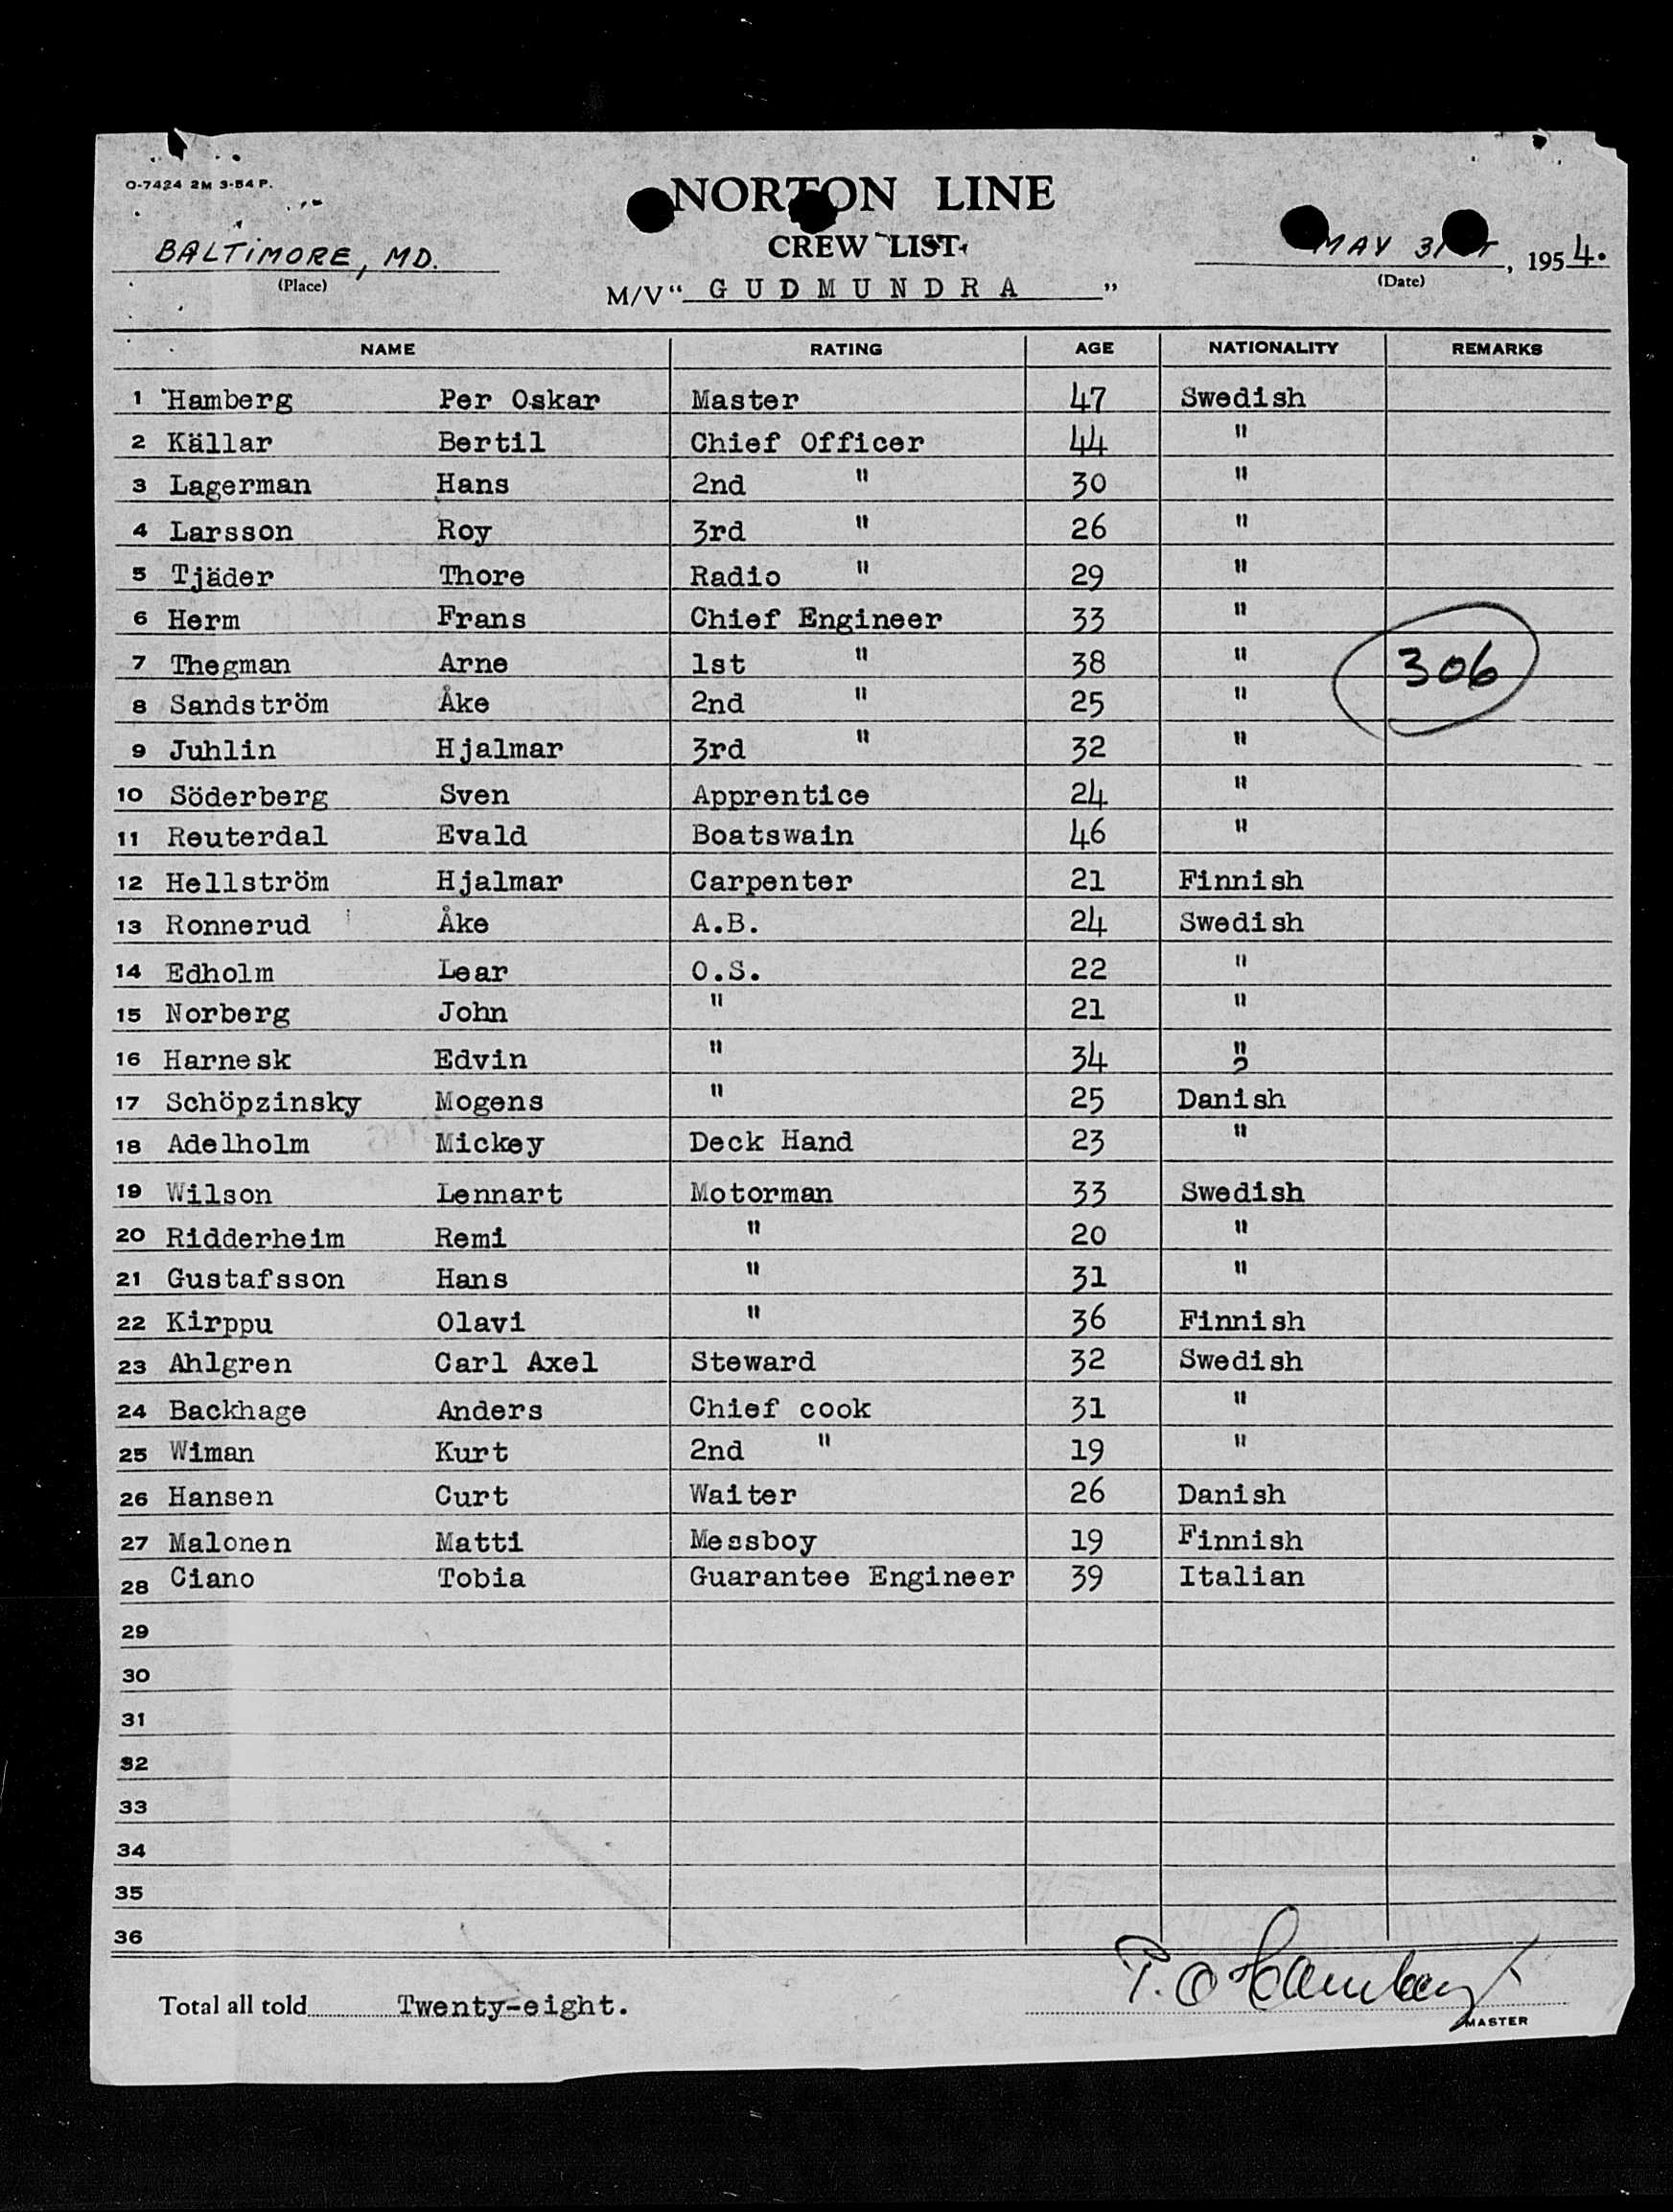 O-7424 2M 3-54 P.
NORTON LINE
CREW LIST
BALTIMORE, MD.
(Place)
MAY 31ST, 1954.
(Date)
M/V "GUDMUNDRA"
NAME RATING AGE NATIONALITY REMARKS
1 Hamberg Per Oskar Master 47 Swedish
2 Källar Bertil Chief Officer 44 "
3 Lagerman Hans 2nd " 30 "
4 Larsson Roy 3rd " 26 "
5 Tjäder Thore Radio " 29 "
6 Herm Frans Chief Engineer 33 "
7 Thegman Arne 1st " 38 " 306
8 Sandström Åke 2nd " 25 "
9 Juhlin Hjalmar 3rd " 32 "
10 Söderberg Sven Apprentice 24 "
11 Reuterdal Evald Boatswain 46 "
12 Hellström Hjalmar Carpenter 21 Finnish
13 Ronnerud Åke A.B. 24 Swedish
14 Edholm Lear O.S. 22 "
15 Norberg John " 21 "
16 Harnesk Edvin " 34 "
17 Schöpzinsky Mogens " 25 Danish
18 Adelholm Mickey Deck Hand 23 "
19 Wilson Lennart Motorman 33 Swedish
20 Ridderheim Remi " 20 "
21 Gustafsson Hans " 31 "
22 Kirppu Olavi " 36 Finnish
23 Ahlgren Carl Axel Steward 32 Swedish
24 Backhage Anders Chief cook 31 "
25 Wiman Kurt 2nd " 19 "
26 Hansen Curt Waiter 26 Danish
27 Malonen Matti Messboy 19 Finnish
28 Ciano Tobia Guarantee Engineer 39 Italian
29
30
31
32
33
34
35
36
Total all told Twenty-eight.
P. O Hamberg
MASTER